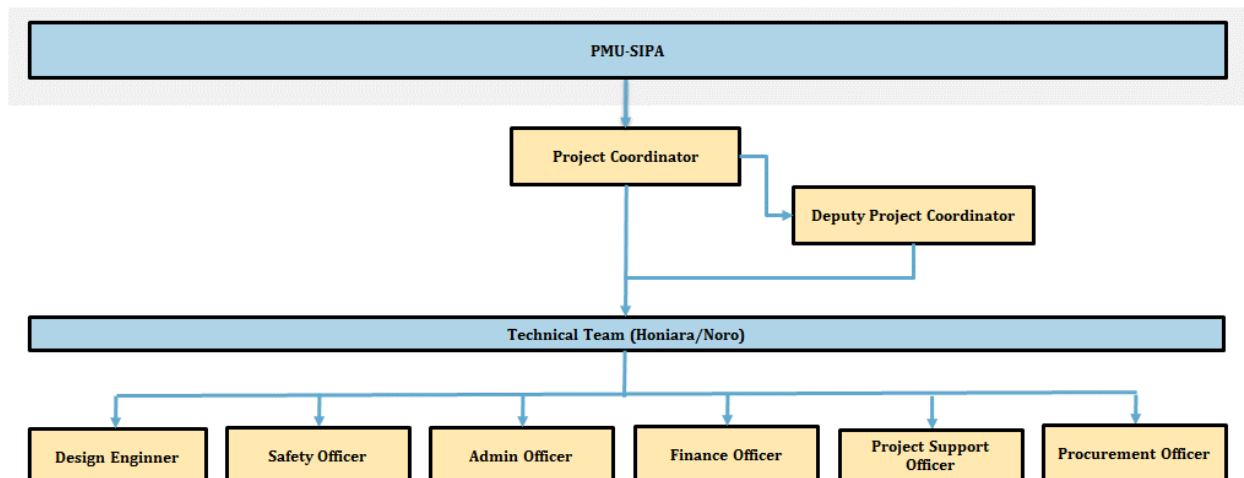 PMU-SIPA
Project Coordinator
Deputy Project Coordinator
Technical Team (Honiara/Noro)
Design Enginner
Safety Officer
Admin Officer
Finance Officer
Project Support
Officer
Procurement Officer